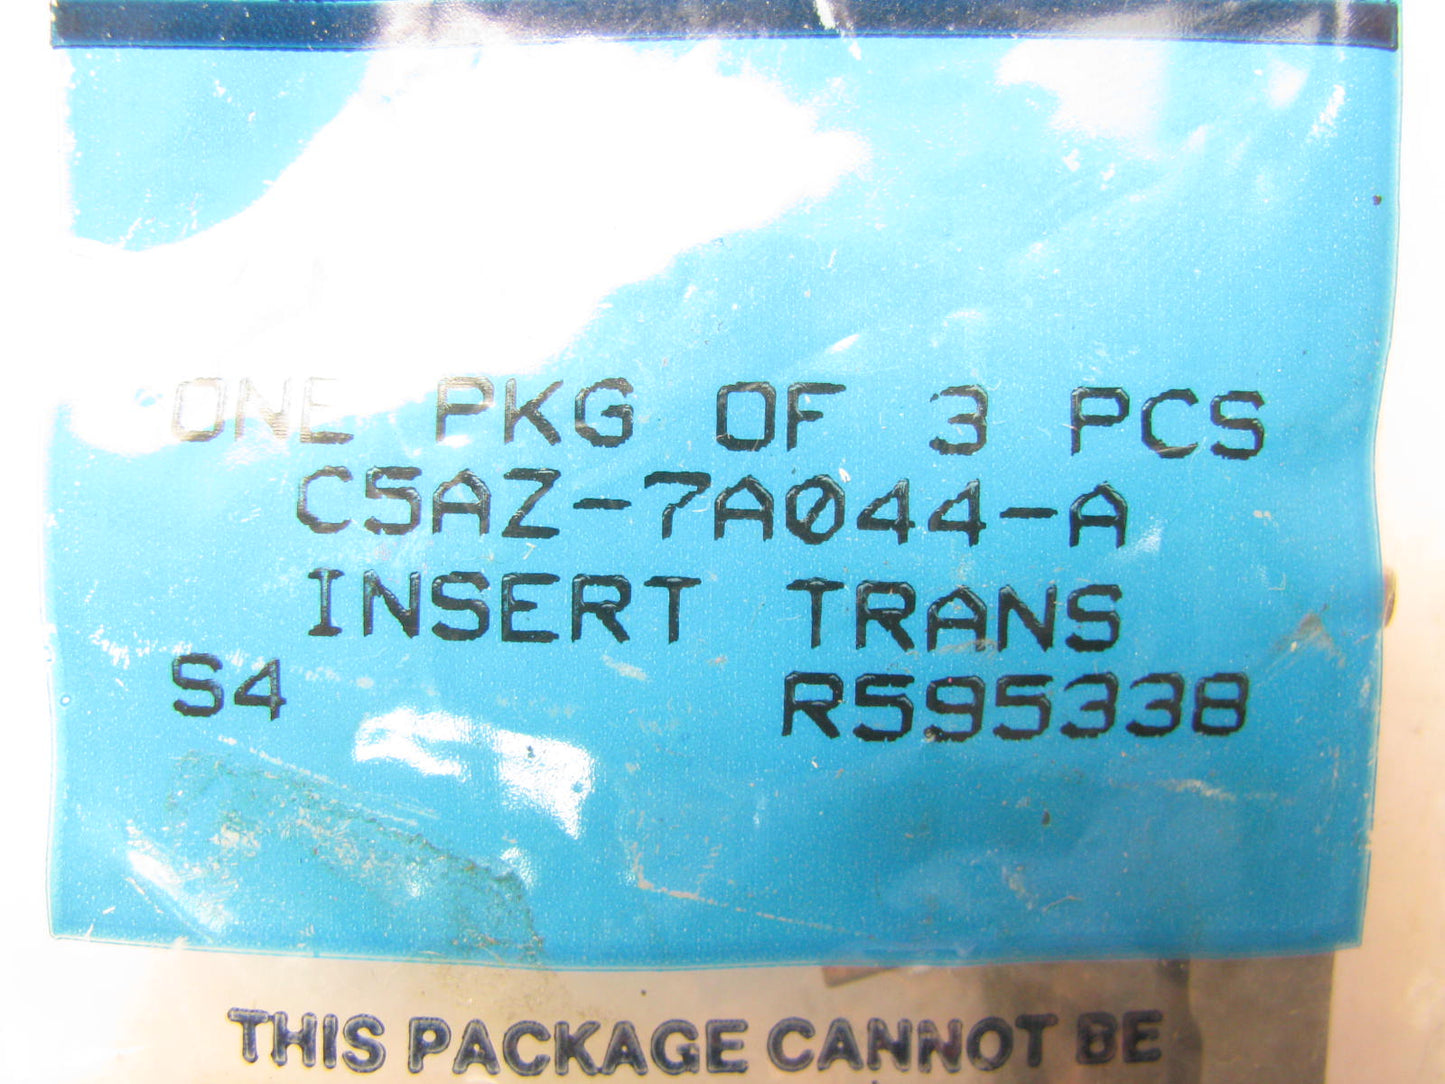 ONE PKG OF 3 PCS
C5AZ-7A044-A
INSERT TRANS
S4 R595338
THIS PACKAGE CANNOT BE